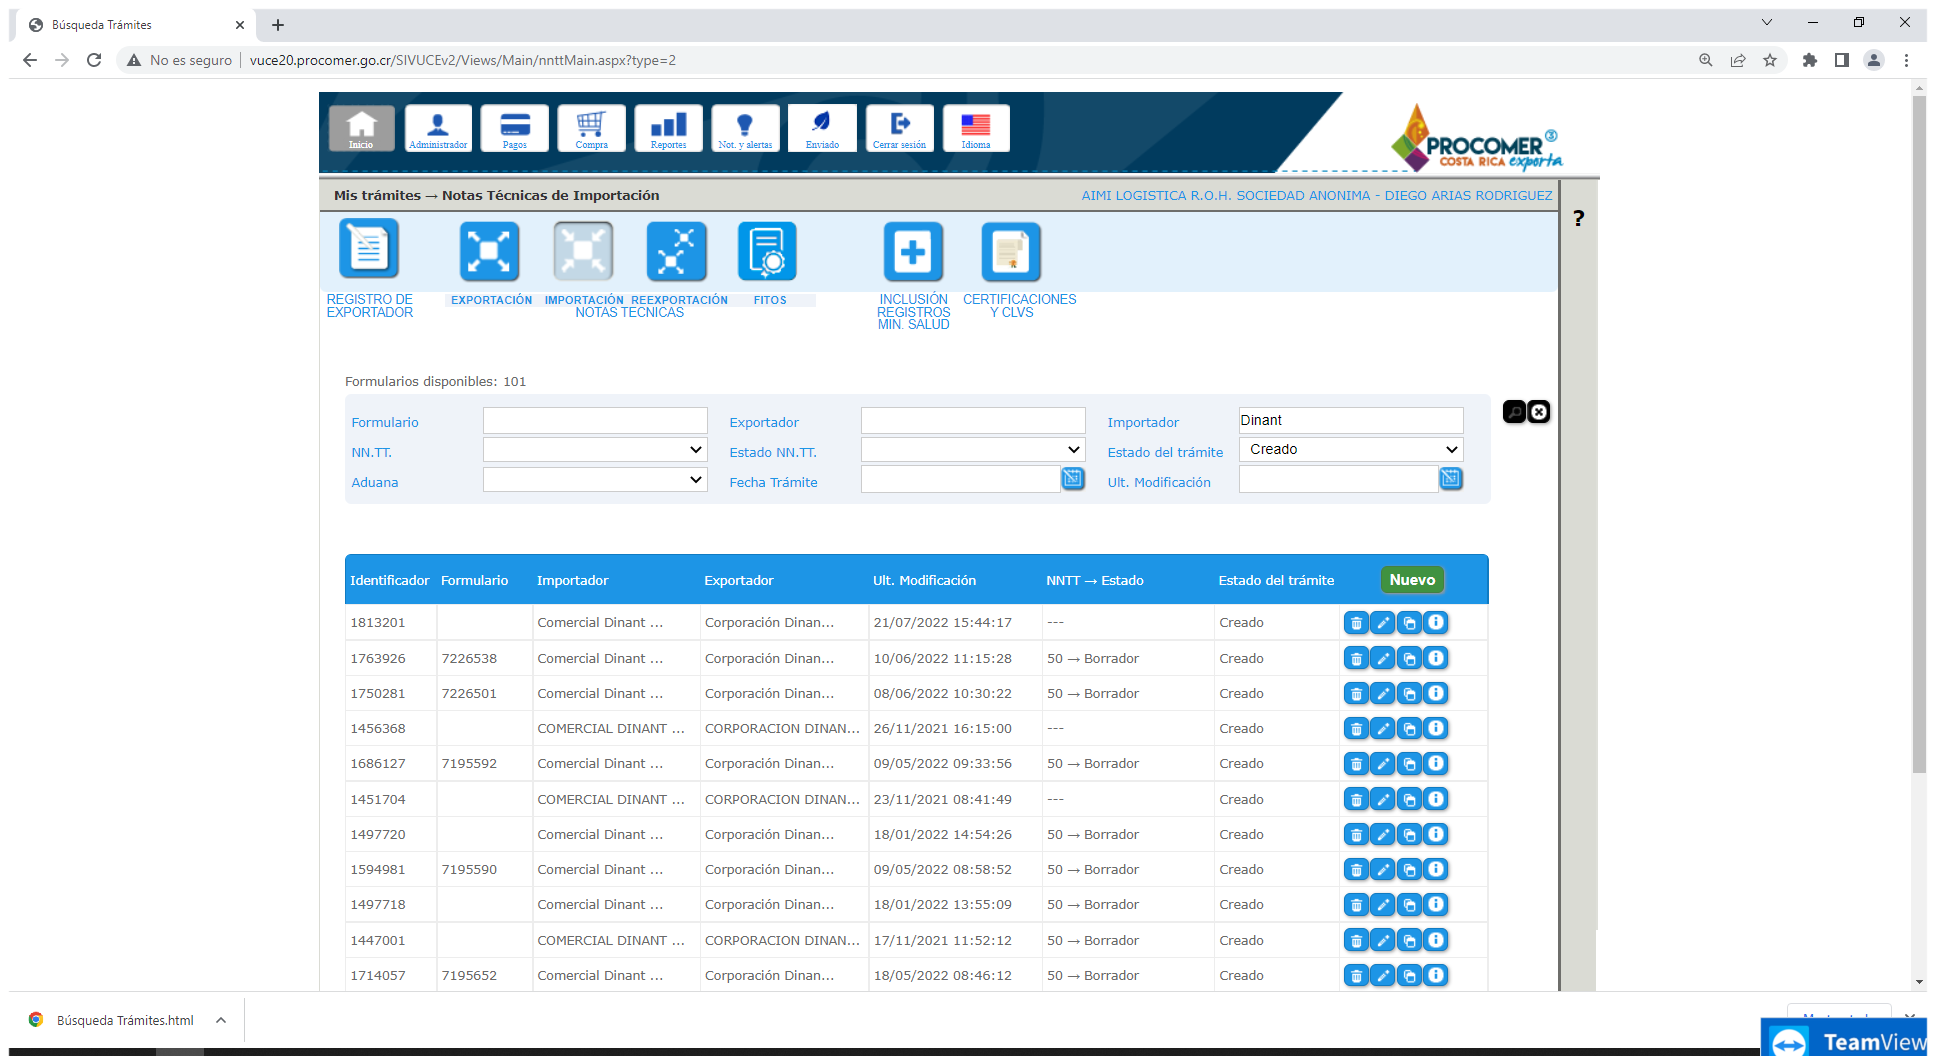 Búsqueda Trámites
No es seguro | vuce20.procomer.go.cr/SIVUCEv2/Views/Main/nnttMain.aspx?type=2
Inicio Administrador Pagos Compra Reportes Not. y alertas Enviado Cerrar sesión Idioma
PROCOMER
COSTA RICA exporta
Mis trámites → Notas Técnicas de Importación AIMI LOGISTICA R.O.H. SOCIEDAD ANONIMA - DIEGO ARIAS RODRIGUEZ
?
REGISTRO DE EXPORTADOR
EXPORTACIÓN IMPORTACIÓN REEXPORTACIÓN FITOS
NOTAS TECNICAS
INCLUSIÓN REGISTROS MIN. SALUD
CERTIFICACIONES Y CLVS
Formularios disponibles: 101
Formulario Exportador Importador Dinant
NN.TT. Estado NN.TT. Estado del trámite Creado
Aduana Fecha Trámite Ult. Modificación
Identificador Formulario Importador Exportador Ult. Modificación NNTT → Estado Estado del trámite Nuevo
1813201 Comercial Dinant ... Corporación Dinan... 21/07/2022 15:44:17 --- Creado
1763926 7226538 Comercial Dinant ... Corporación Dinan... 10/06/2022 11:15:28 50 → Borrador Creado
1750281 7226501 Comercial Dinant ... Corporación Dinan... 08/06/2022 10:30:22 50 → Borrador Creado
1456368 COMERCIAL DINANT ... CORPORACION DINAN... 26/11/2021 16:15:00 --- Creado
1686127 7195592 Comercial Dinant ... Corporación Dinan... 09/05/2022 09:33:56 50 → Borrador Creado
1451704 COMERCIAL DINANT ... CORPORACION DINAN... 23/11/2021 08:41:49 --- Creado
1497720 Comercial Dinant ... Corporación Dinan... 18/01/2022 14:54:26 50 → Borrador Creado
1594981 7195590 Comercial Dinant ... Corporación Dinan... 09/05/2022 08:58:52 50 → Borrador Creado
1497718 Comercial Dinant ... Corporación Dinan... 18/01/2022 13:55:09 50 → Borrador Creado
1447001 COMERCIAL DINANT ... CORPORACION DINAN... 17/11/2021 11:52:12 50 → Borrador Creado
1714057 7195652 Comercial Dinant ... Corporación Dinan... 18/05/2022 08:46:12 50 → Borrador Creado
Búsqueda Trámites.html
TeamView